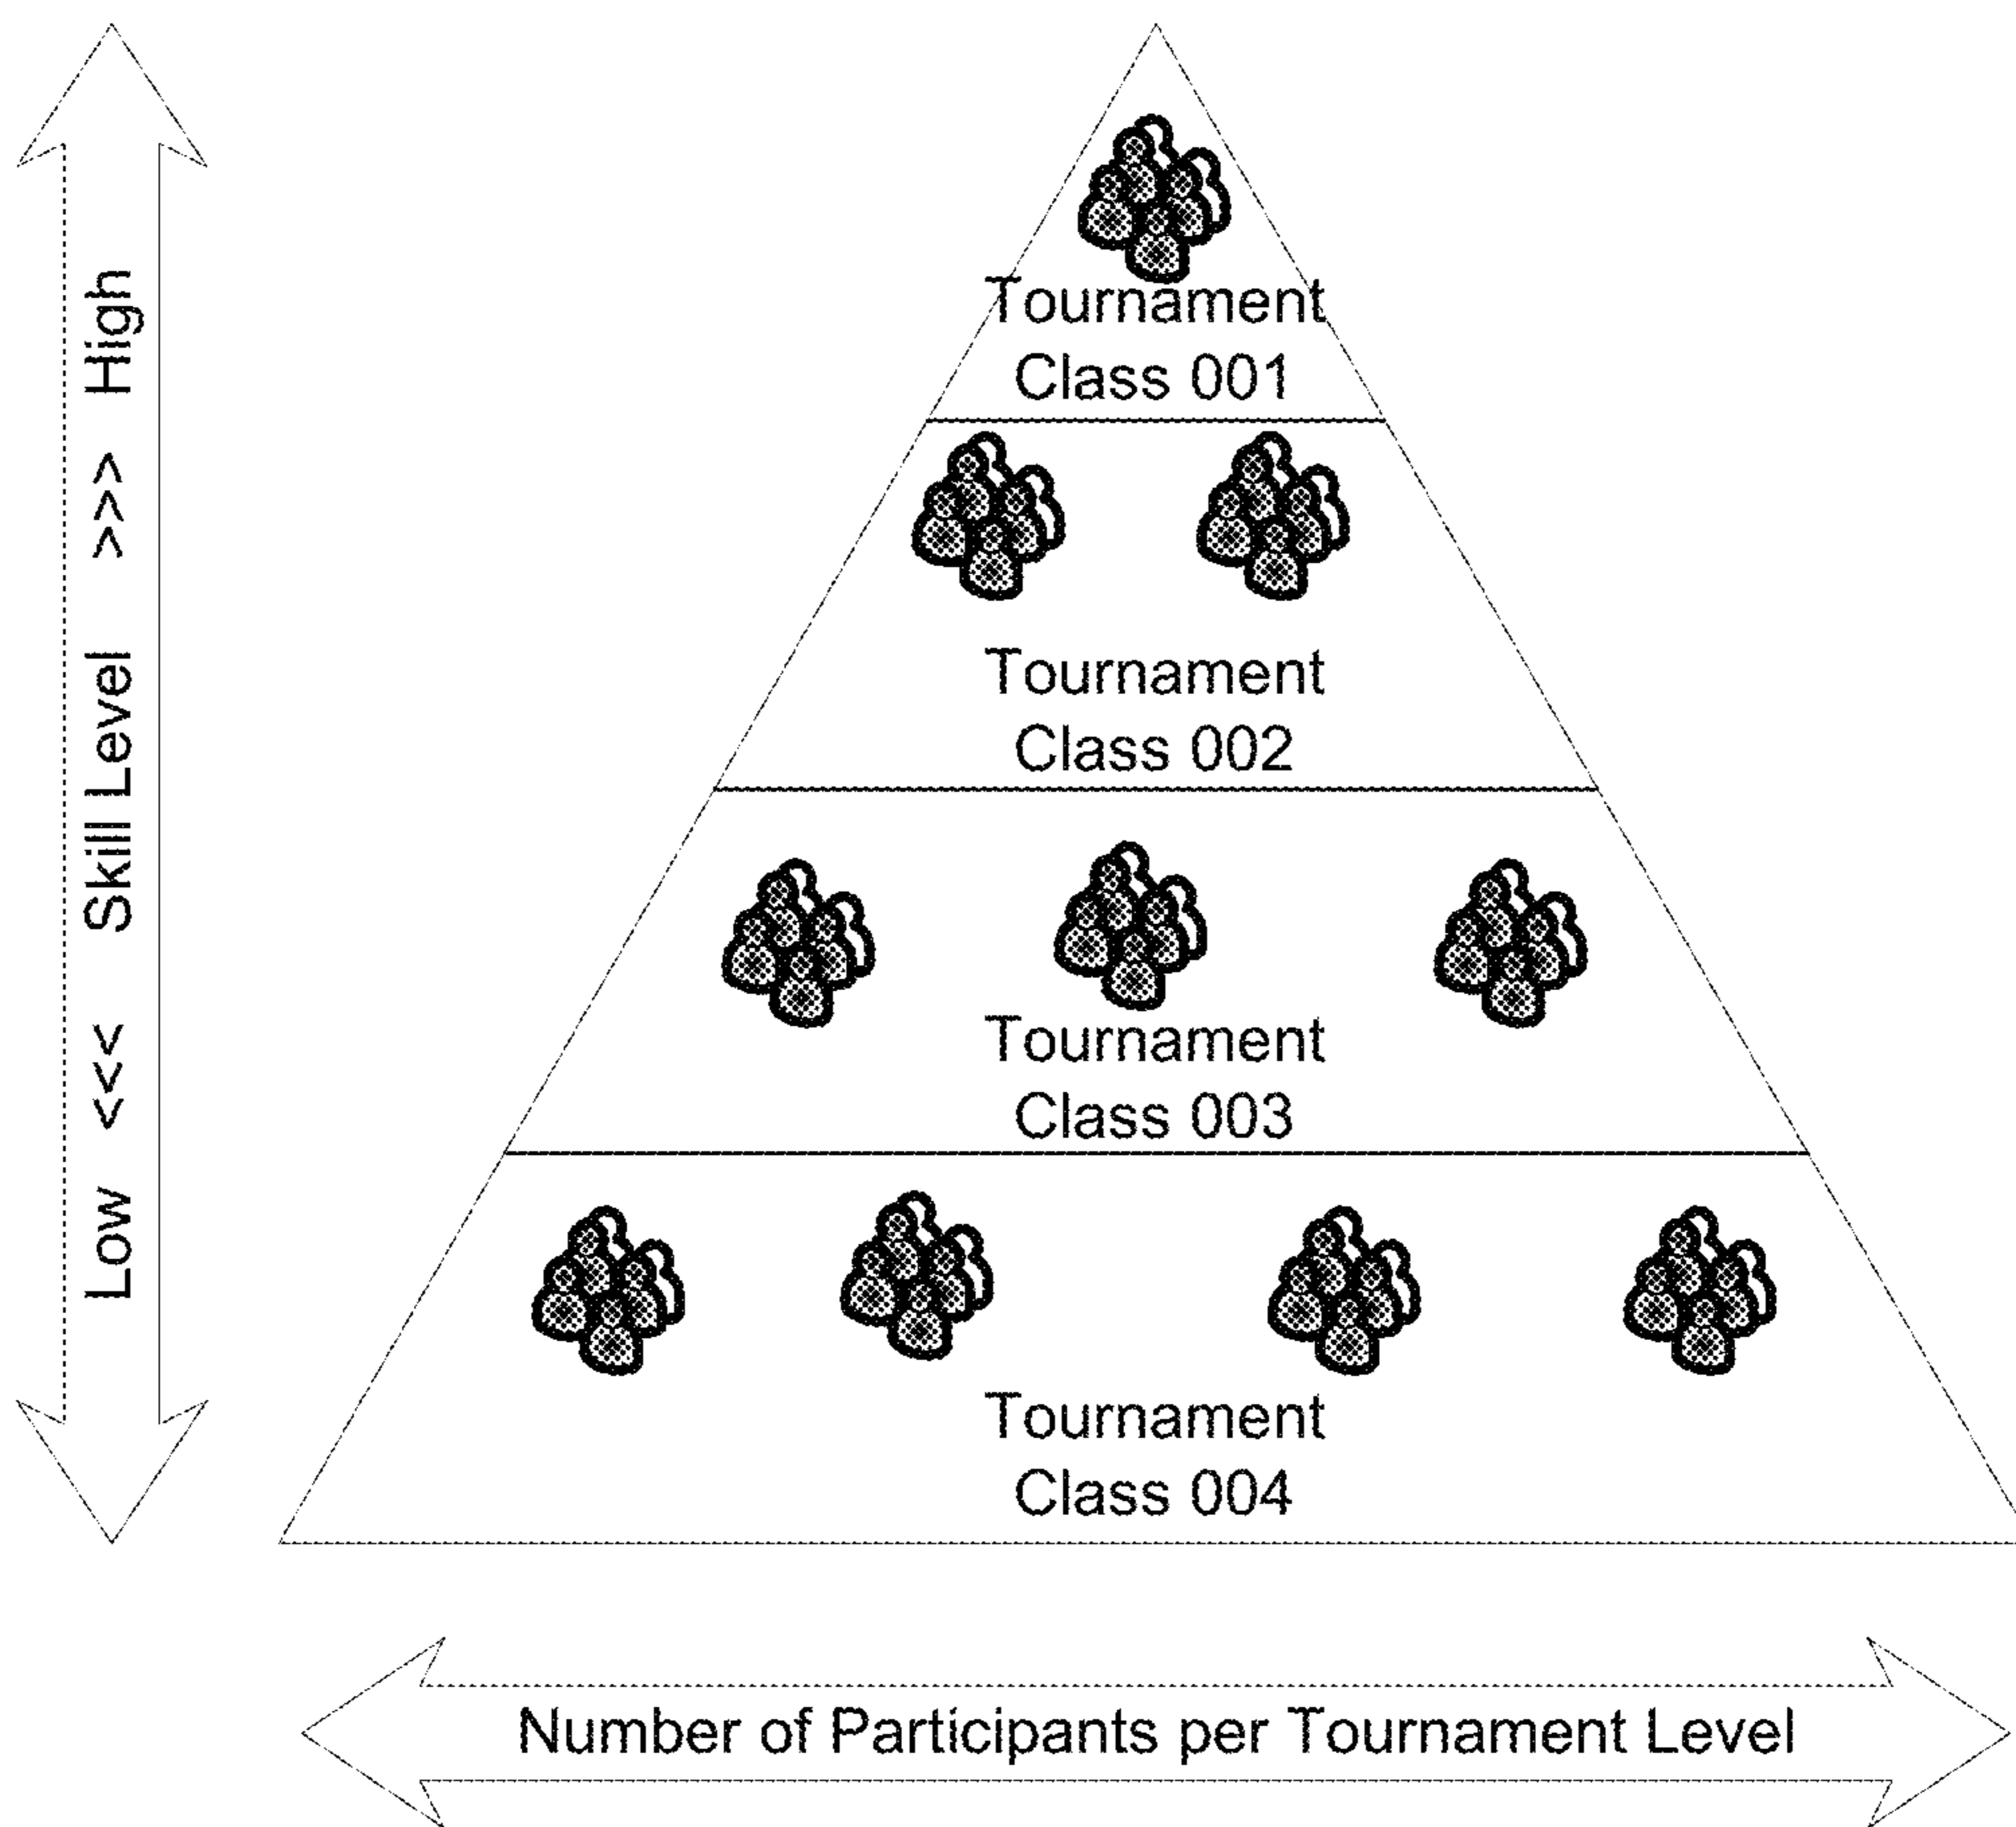 Low <<< Skill Level >>> High
Tournament
Class 001
Tournament
Class 002
Tournament
Class 003
Tournament
Class 004
Number of Participants per Tournament Level